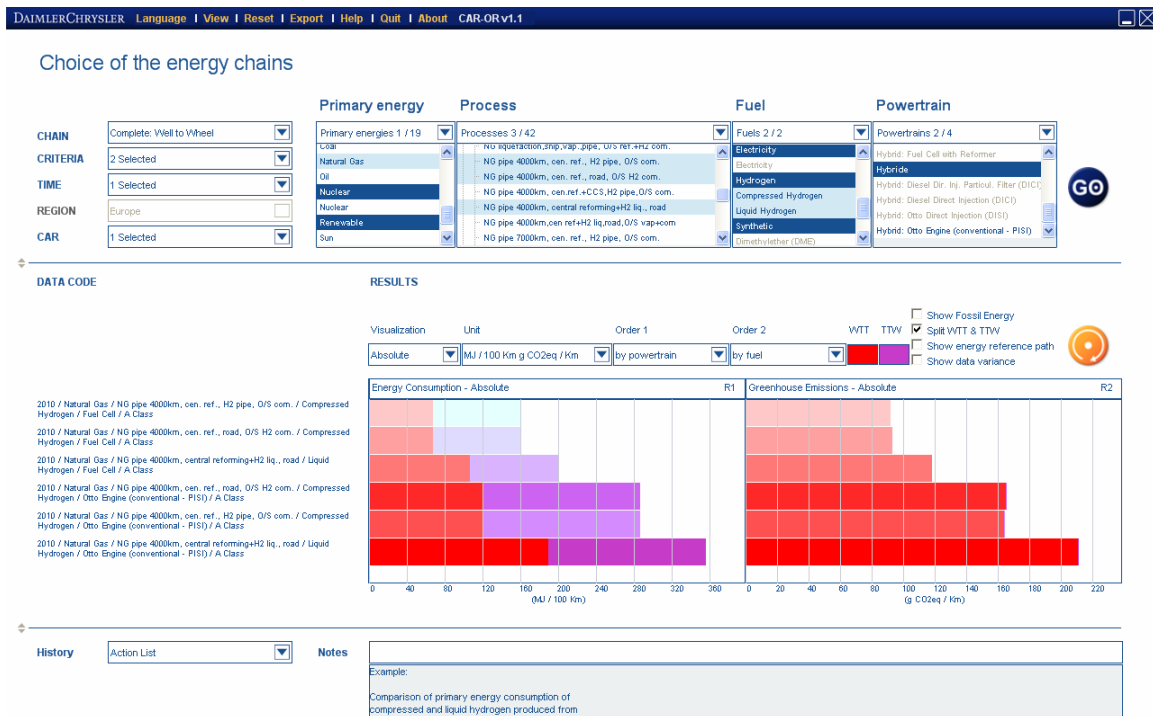 DAIMLERCHRYSLER Language I View I Reset I Export I Help I Quit I About CAR-OR v1.1
Choice of the energy chains
Primary energy Process Fuel Powertrain
CHAIN Complete: Well to Wheel Primary energies 1 / 19 Processes 3 / 42 Fuels 2 / 2 Powertrains 2 / 4
CRITERIA 2 Selected
TIME 1 Selected
REGION Europe
CAR 1 Selected
Coal
Natural Gas
Oil
Nuclear
Nuclear
Renewable
Sun
NG liquefaction,ship,vap.,pipe, O/S ref.+H2 com.
NG pipe 4000km, cen. ref., H2 pipe, O/S com.
NG pipe 4000km, cen. ref., road, O/S H2 com.
NG pipe 4000km, cen.ref.+CCS,H2 pipe,O/S com.
NG pipe 4000km, central reforming+H2 liq., road
NG pipe 4000km,cen ref+H2 liq,road,O/S vap+com
NG pipe 7000km, cen. ref., H2 pipe, O/S com.
Electricity
Electricity
Hydrogen
Compressed Hydrogen
Liquid Hydrogen
Synthetic
Dimethylether (DME)
Hybrid: Fuel Cell with Reformer
Hybride
Hybrid: Diesel Dir. Inj. Particul. Filter (DICI)
Hybrid: Diesel Direct Injection (DICI)
Hybrid: Otto Direct Injection (DISI)
Hybrid: Otto Engine (conventional - PISI)
GO
DATA CODE RESULTS
Visualization Unit Order 1 Order 2 WTT TTW
Absolute MJ / 100 Km g CO2eq / Km by powertrain by fuel
Show Fossil Energy
Split WTT & TTW
Show energy reference path
Show data variance
Energy Consumption - Absolute R1 Greenhouse Emissions - Absolute R2
2010 / Natural Gas / NG pipe 4000km, cen. ref., H2 pipe, O/S com. / Compressed
Hydrogen / Fuel Cell / A Class
2010 / Natural Gas / NG pipe 4000km, cen. ref., road, O/S H2 com. / Compressed
Hydrogen / Fuel Cell / A Class
2010 / Natural Gas / NG pipe 4000km, central reforming+H2 liq., road / Liquid
Hydrogen / Fuel Cell / A Class
2010 / Natural Gas / NG pipe 4000km, cen. ref., road, O/S H2 com. / Compressed
Hydrogen / Otto Engine (conventional - PISI) / A Class
2010 / Natural Gas / NG pipe 4000km, cen. ref., H2 pipe, O/S com. / Compressed
Hydrogen / Otto Engine (conventional - PISI) / A Class
2010 / Natural Gas / NG pipe 4000km, central reforming+H2 liq., road / Liquid
Hydrogen / Otto Engine (conventional - PISI) / A Class
0 40 80 120 160 200 240 280 320 360
(MJ / 100 Km)
0 20 40 60 80 100 120 140 160 180 200 220
(g CO2eq / Km)
History Action List Notes
Example:
Comparison of primary energy consumption of
compressed and liquid hydrogen produced from